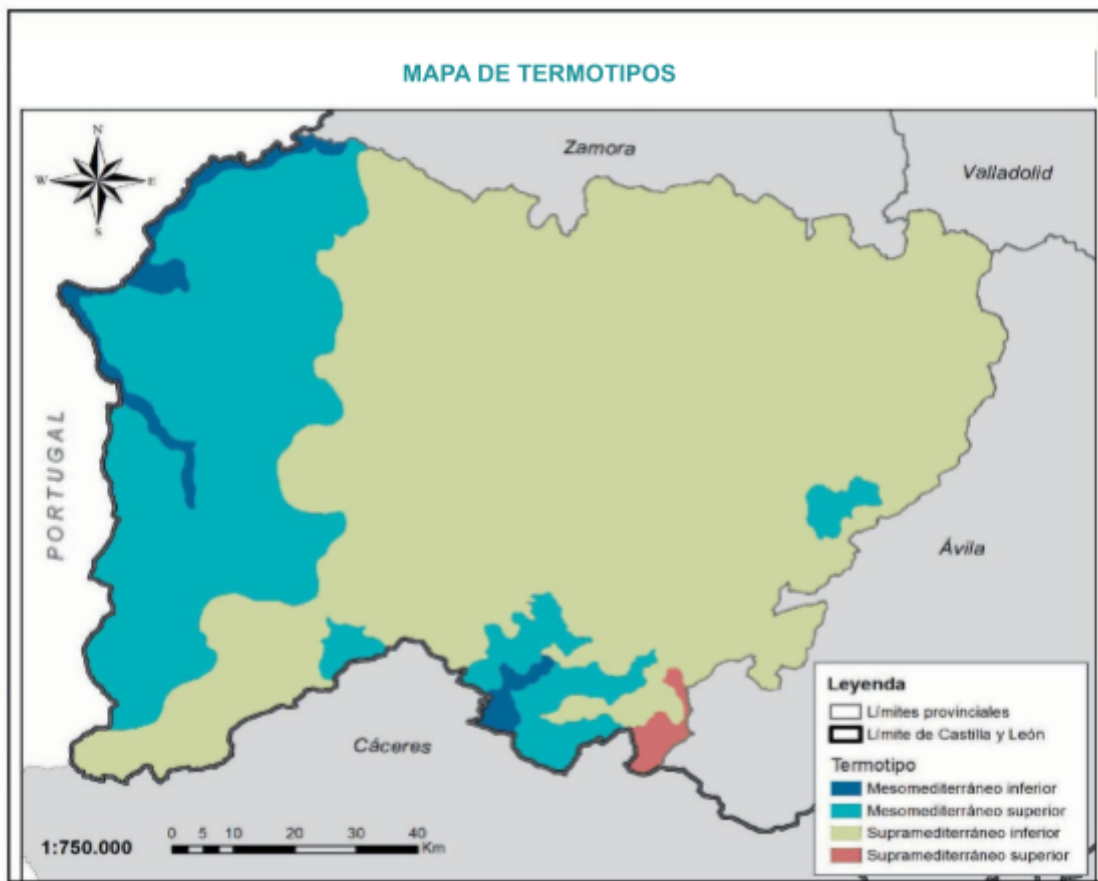 MAPA DE TERMOTIPOS
N
W E
S
Zamora
Valladolid
PORTUGAL
Ávila
Cáceres
Leyenda
Límites provinciales
Límite de Castilla y León
Termotipo
Mesomediterráneo inferior
Mesomediterráneo superior
Supramediterráneo inferior
Supramediterráneo superior
1:750.000
0 5 10 20 30 40
Km